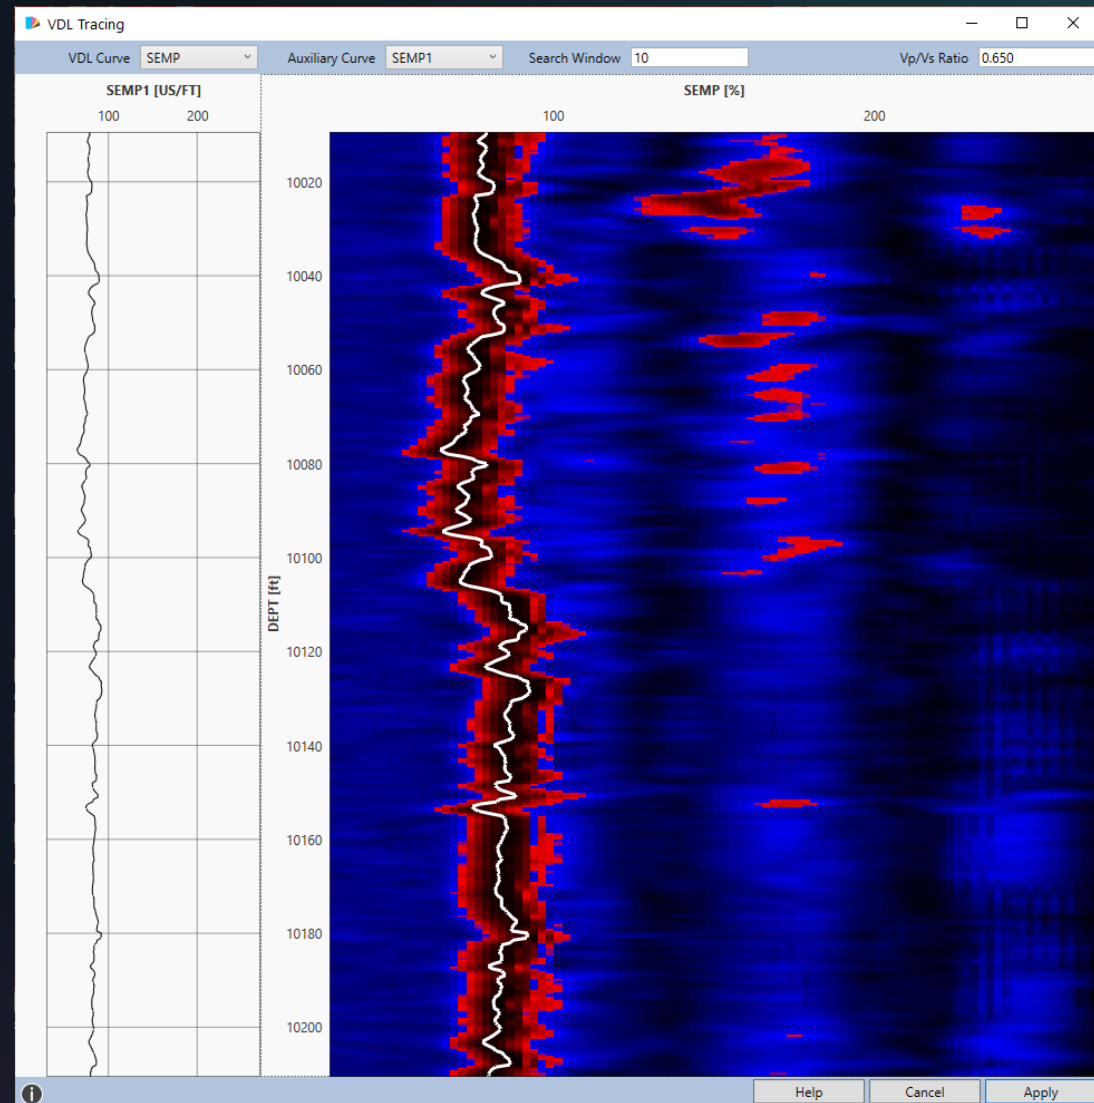 VDL Tracing
VDL Curve SEMP Auxiliary Curve SEMP1 Search Window 10 Vp/Vs Ratio 0.650
SEMP1 [US/FT] SEMP [%]
100 200 100 200
10020
10040
10060
10080
10100
DEPT [ft]
10120
10140
10160
10180
10200
i Help Cancel Apply